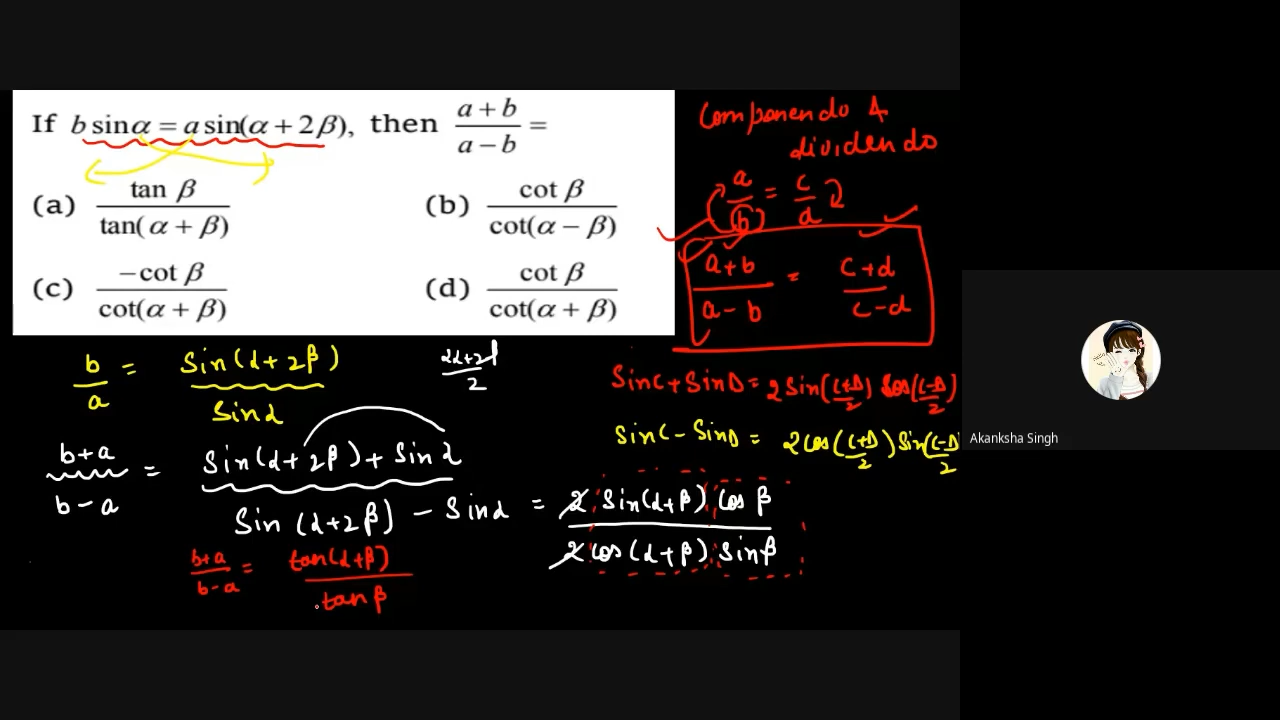 If b sinα = a sin(α + 2β), then (a + b)/(a − b) =
(a) tan β / tan(α + β)
(b) cot β / cot(α − β)
(c) −cot β / cot(α + β)
(d) cot β / cot(α + β)
Componendo &
dividendo
a/b = c/d
(a+b)/(a-b) = (c+d)/(c-d)
SinC + SinD = 2 Sin((C+D)/2) Cos((C-D)/2)
SinC - SinD = 2 Cos((C+D)/2) Sin((C-D)/2)
b/a = Sin(α+2β) / Sinα
(2α+2β)/2
(b+a)/(b-a) = (Sin(α+2β) + Sinα) / (Sin(α+2β) - Sinα) = (2 Sin(α+β) Cos β) / (2 Cos(α+β) Sinβ)
(b+a)/(b-a) = tan(α+β) / tan β
Akanksha Singh